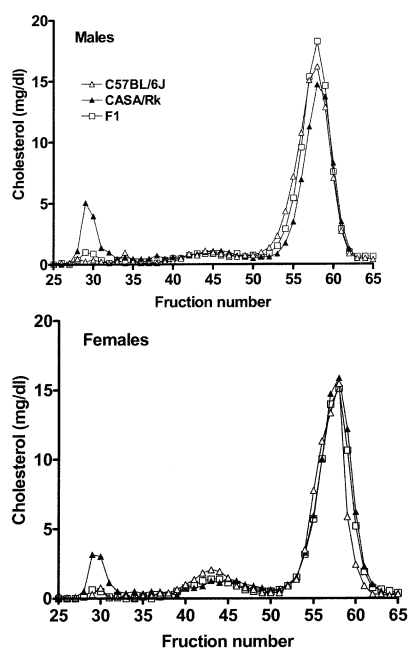 20
Males
15
C57BL/6J
CASA/Rk
F1
10
5
0
25 30 35 40 45 50 55 60 65
Cholesterol (mg/dl)
Fruction number
20
Females
15
10
5
0
25 30 35 40 45 50 55 60 65
Cholesterol (mg/dl)
Fruction number